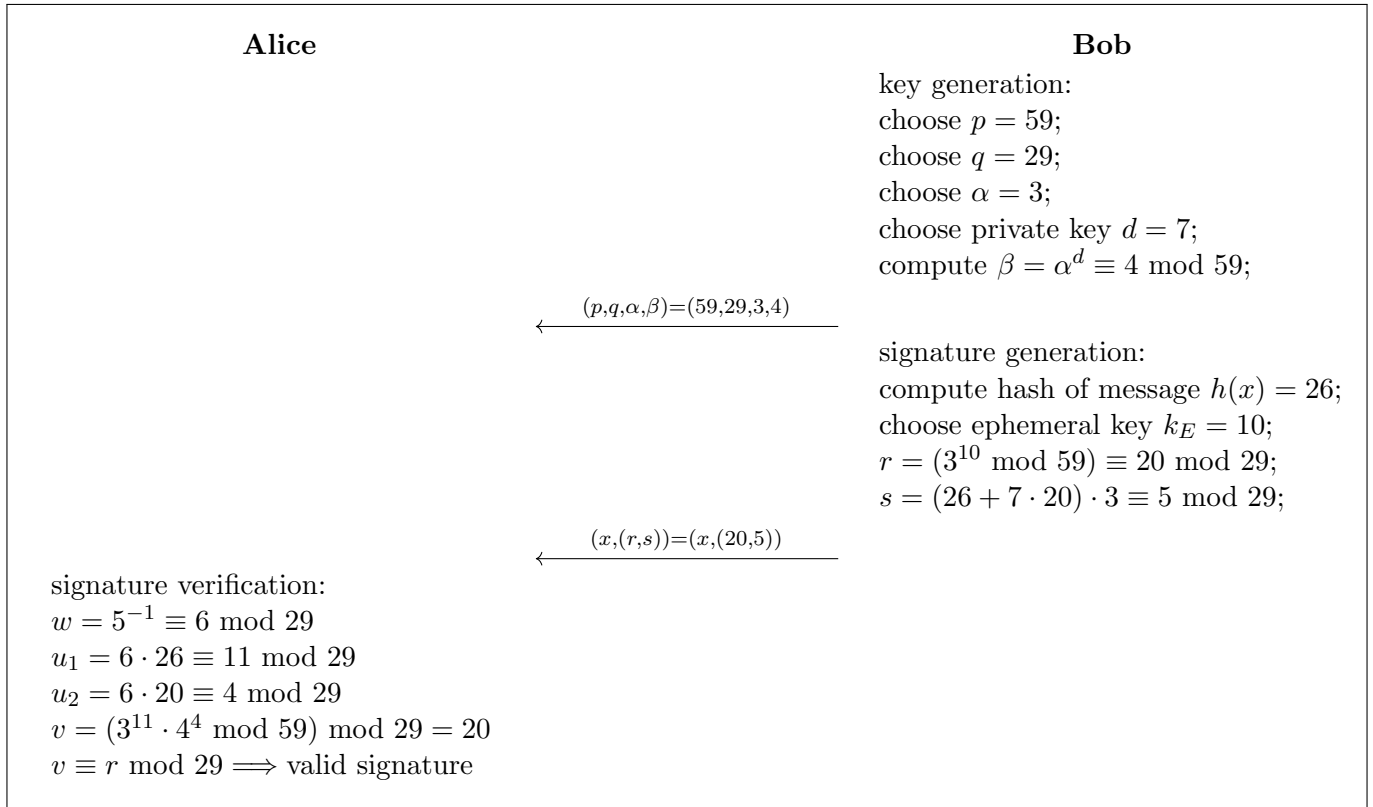 Alice
Bob
key generation:
choose p = 59;
choose q = 29;
choose α = 3;
choose private key d = 7;
compute β = α^d ≡ 4 mod 59;
(p,q,α,β)=(59,29,3,4)
signature generation:
compute hash of message h(x) = 26;
choose ephemeral key k_E = 10;
r = (3^10 mod 59) ≡ 20 mod 29;
s = (26 + 7 · 20) · 3 ≡ 5 mod 29;
(x,(r,s))=(x,(20,5))
signature verification:
w = 5^−1 ≡ 6 mod 29
u_1 = 6 · 26 ≡ 11 mod 29
u_2 = 6 · 20 ≡ 4 mod 29
v = (3^11 · 4^4 mod 59) mod 29 = 20
v ≡ r mod 29 ⟹ valid signature